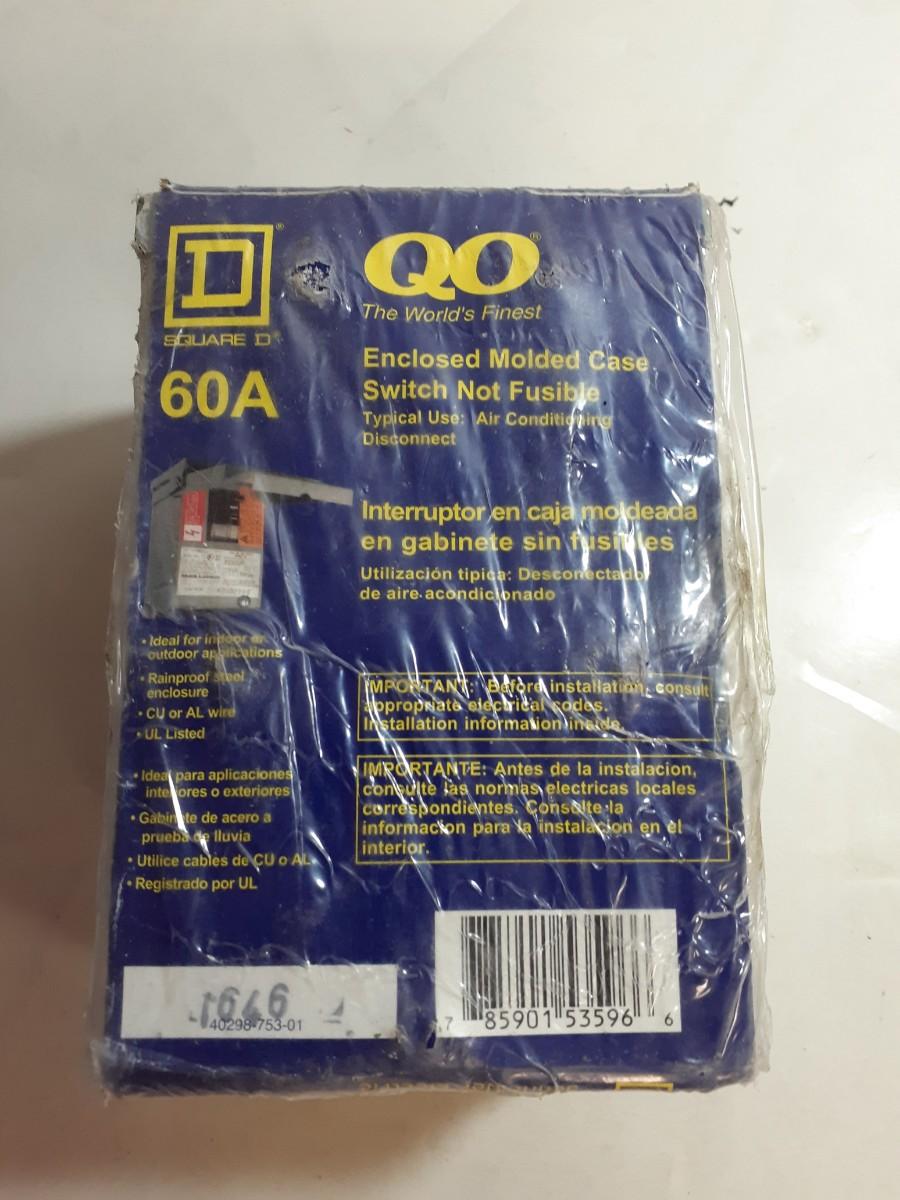 SQUARE D®
60A
QO®
The World's Finest
Enclosed Molded Case
Switch Not Fusible
Typical Use: Air Conditioning
Disconnect
Interruptor en caja moldeada
en gabinete sin fusibles
Utilización tipica: Desconectador
de aire acondicionado
• Ideal for indoor or
outdoor applications
• Rainproof steel
enclosure
• CU or AL wire
• UL Listed
• Ideal para aplicaciones
interiores o exteriores
• Gabinete de acero a
prueba de lluvia
• Utilice cables de CU o AL
• Registrado por UL
IMPORTANT: Before installation, consult
appropriate electrical codes.
Installation information inside.
IMPORTANTE: Antes de la instalacion,
consulte las normas electricas locales
correspondientes. Consulte la
informacion para la instalacion en el
interior.
40298-753-01
7 85901 53596 6